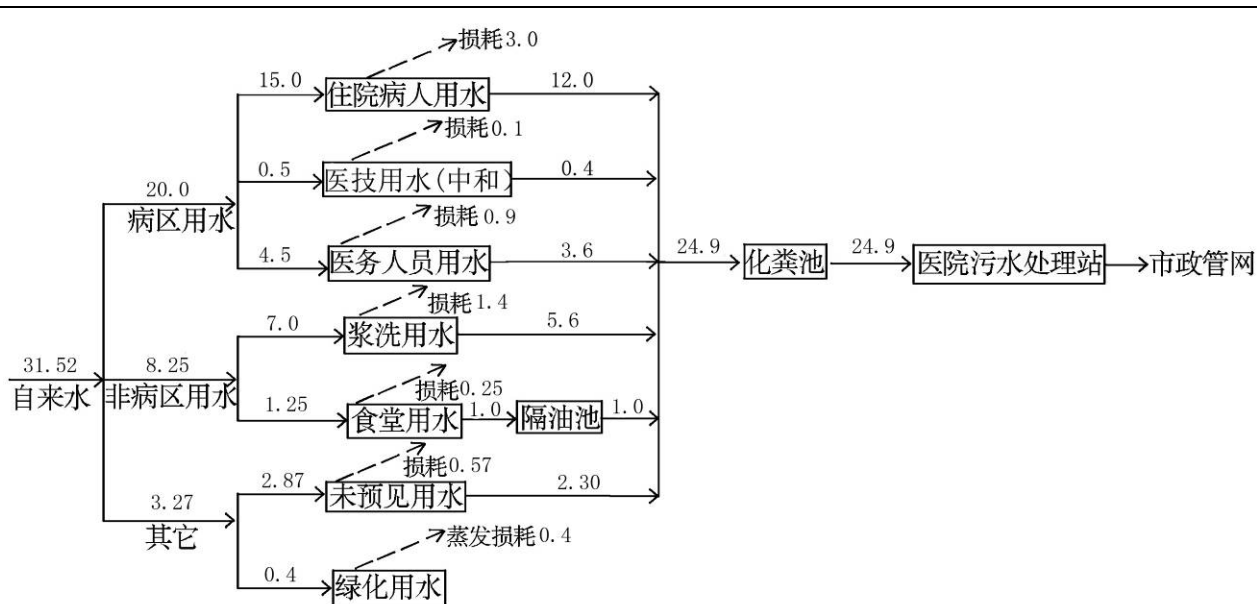 损耗3.0
15.0
住院病人用水
12.0
损耗0.1
0.5
医技用水(中和)
0.4
20.0
病区用水
损耗0.9
4.5
医务人员用水
3.6
24.9
化粪池
24.9
医院污水处理站
市政管网
损耗1.4
7.0
浆洗用水
5.6
31.52
自来水
8.25
非病区用水
损耗0.25
1.25
食堂用水
1.0
隔油池
1.0
损耗0.57
2.87
未预见用水
2.30
3.27
其它
蒸发损耗0.4
0.4
绿化用水